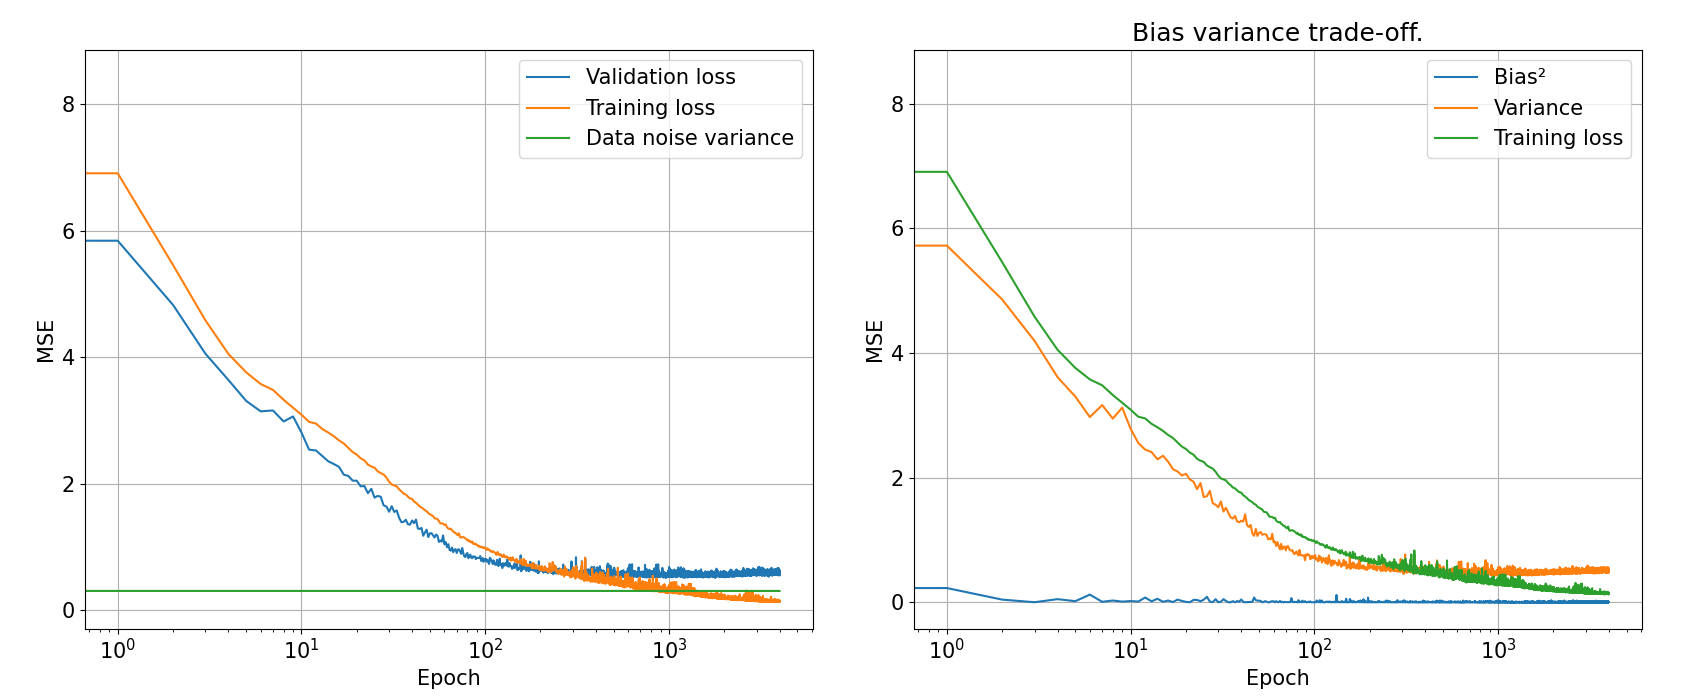 Validation loss
Training loss
Data noise variance
8
6
4
2
0
MSE
10⁰
10¹
10²
10³
Epoch
Bias variance trade-off.
Bias²
Variance
Training loss
8
6
4
2
0
MSE
10⁰
10¹
10²
10³
Epoch